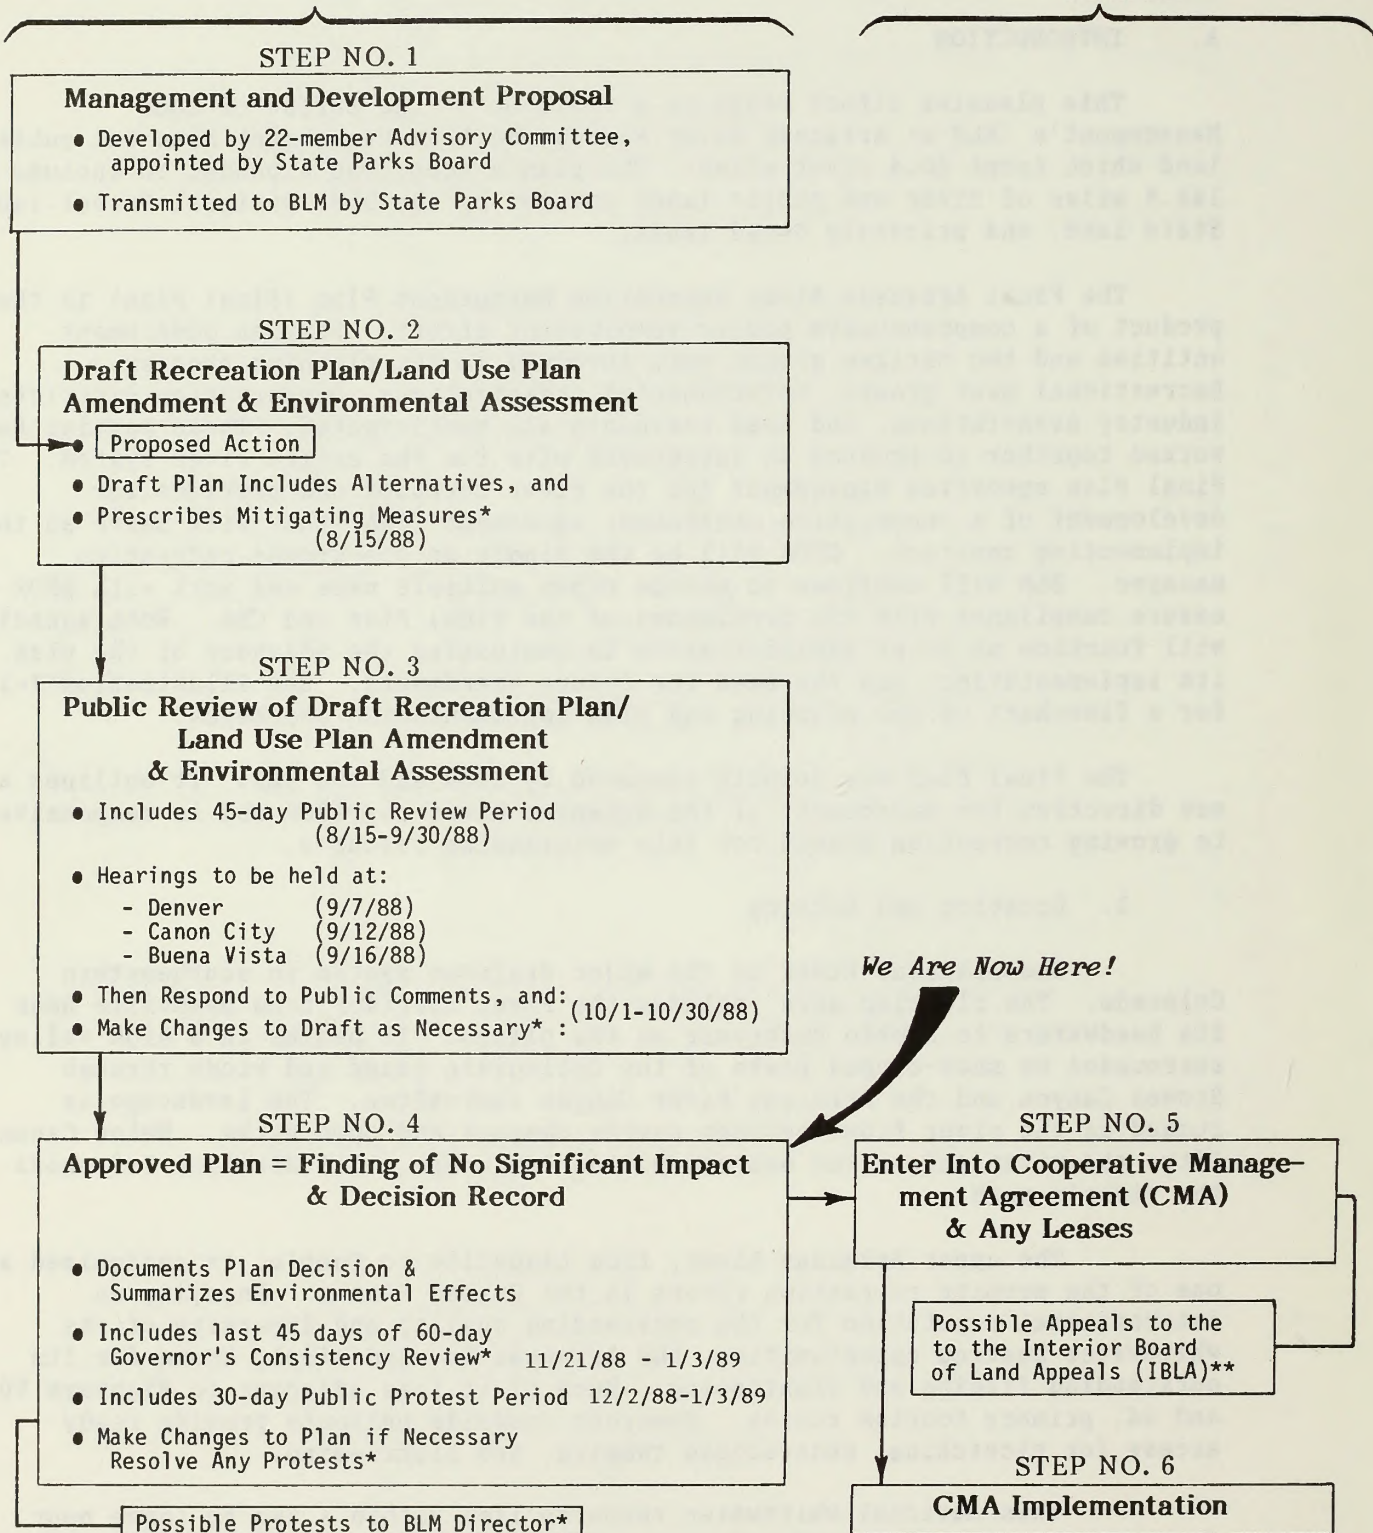 STEP NO. 1
Management and Development Proposal
• Developed by 22-member Advisory Committee,
appointed by State Parks Board
• Transmitted to BLM by State Parks Board
STEP NO. 2
Draft Recreation Plan/Land Use Plan
Amendment & Environmental Assessment
• Proposed Action
• Draft Plan Includes Alternatives, and
• Prescribes Mitigating Measures*
(8/15/88)
STEP NO. 3
Public Review of Draft Recreation Plan/
Land Use Plan Amendment
& Environmental Assessment
• Includes 45-day Public Review Period
(8/15-9/30/88)
• Hearings to be held at:
- Denver (9/7/88)
- Canon City (9/12/88)
- Buena Vista (9/16/88)
• Then Respond to Public Comments, and:
(10/1-10/30/88)
• Make Changes to Draft as Necessary* :
We Are Now Here!
STEP NO. 4
Approved Plan = Finding of No Significant Impact
& Decision Record
• Documents Plan Decision &
Summarizes Environmental Effects
• Includes last 45 days of 60-day
Governor's Consistency Review* 11/21/88 - 1/3/89
• Includes 30-day Public Protest Period 12/2/88-1/3/89
• Make Changes to Plan if Necessary
Resolve Any Protests*
Possible Protests to BLM Director*
STEP NO. 5
Enter Into Cooperative Manage-
ment Agreement (CMA)
& Any Leases
Possible Appeals to the
to the Interior Board
of Land Appeals (IBLA)**
STEP NO. 6
CMA Implementation